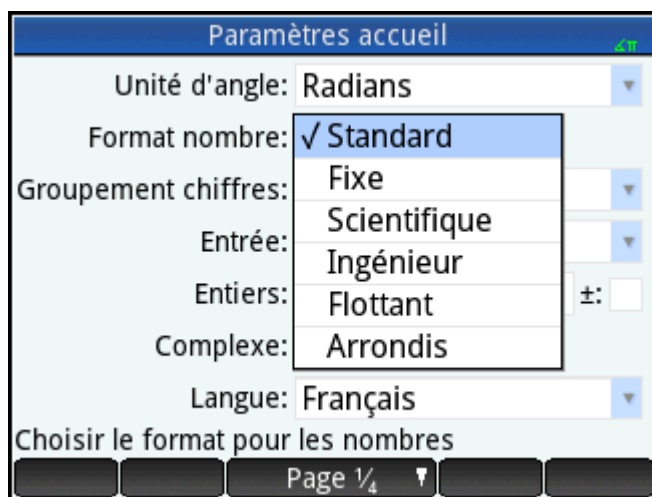 Paramètres accueil
∡π
Unité d'angle: Radians
Format nombre: √ Standard
Fixe
Groupement chiffres:
Scientifique
Entrée:
Ingénieur
Entiers:
Flottant
±:
Complexe:
Arrondis
Langue: Français
Choisir le format pour les nombres
Page ¼